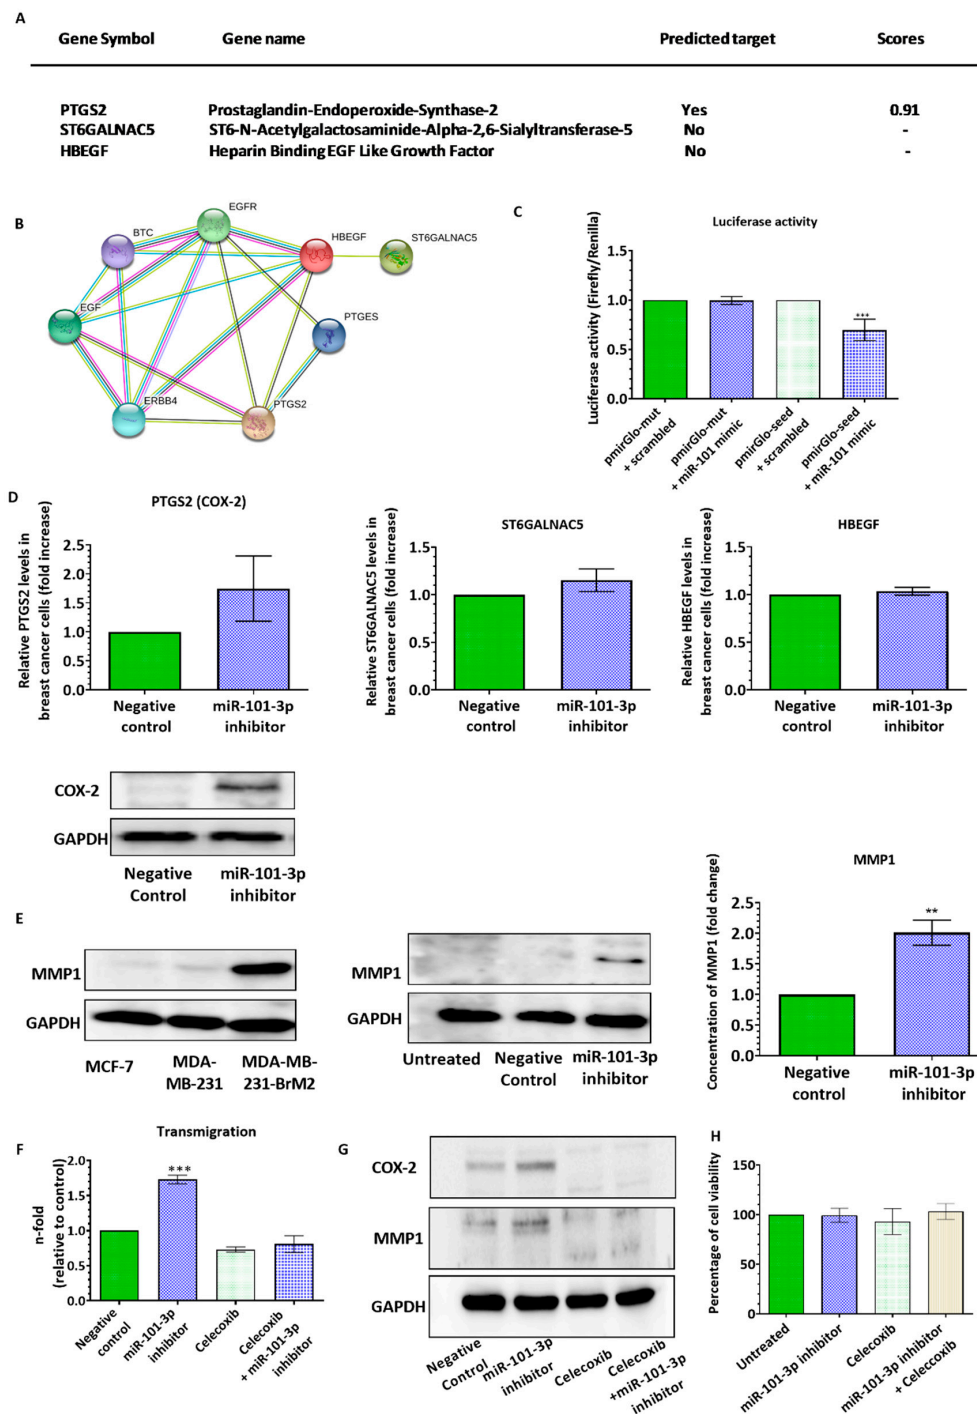 A
Gene Symbol Gene name Predicted target Scores
PTGS2 Prostaglandin-Endoperoxide-Synthase-2 Yes 0.91
ST6GALNAC5 ST6-N-Acetylgalactosaminide-Alpha-2,6-Sialyltransferase-5 No -
HBEGF Heparin Binding EGF Like Growth Factor No -
B
EGFR
BTC
HBEGF
ST6GALNAC5
EGF
PTGES
ERBB4
PTGS2
C
Luciferase activity
Luciferase activity (Firefly/Renilla)
1.5
1.0
0.5
0.0
***
pmirGlo-mut
+ scrambled
pmirGlo-mut
+ miR-101 mimic
pmirGlo-seed
+ scrambled
pmirGlo-seed
+ miR-101 mimic
D
PTGS2 (COX-2)
Relative PTGS2 levels in
breast cancer cells (fold increase)
2.5
2.0
1.5
1.0
0.5
0.0
Negative
control
miR-101-3p
inhibitor
ST6GALNAC5
Relative ST6GALNAC5 levels in
breast cancer cells (fold increase)
1.5
1.0
0.5
0.0
Negative
control
miR-101-3p
inhibitor
HBEGF
Relative HBEGF levels in
breast cancer cells (fold increase)
1.5
1.0
0.5
0.0
Negative
control
miR-101-3p
inhibitor
COX-2
GAPDH
Negative
Control
miR-101-3p
inhibitor
E
MMP1
GAPDH
MCF-7
MDA-
MB-231
MDA-MB-
231-BrM2
MMP1
GAPDH
Untreated
Negative
Control
miR-101-3p
inhibitor
MMP1
Concentration of MMP1 (fold change)
2.5
2.0
1.5
1.0
0.5
0.0
**
Negative
control
miR-101-3p
inhibitor
F
Transmigration
n-fold
(relative to control)
2.0
1.5
1.0
0.5
0.0
***
Negative
control
miR-101-3p
inhibitor
Celecoxib
Celecoxib
+ miR-101-3p inhibitor
G
COX-2
MMP1
GAPDH
Negative
Control
miR-101-3p
inhibitor
Celecoxib
Celecoxib
+miR-101-3p
inhibitor
H
Percentage of cell viability
150
100
50
0
Untreated
miR-101-3p inhibitor
Celecoxib
miR-101-3p inhibitor
+ Celeccoxib